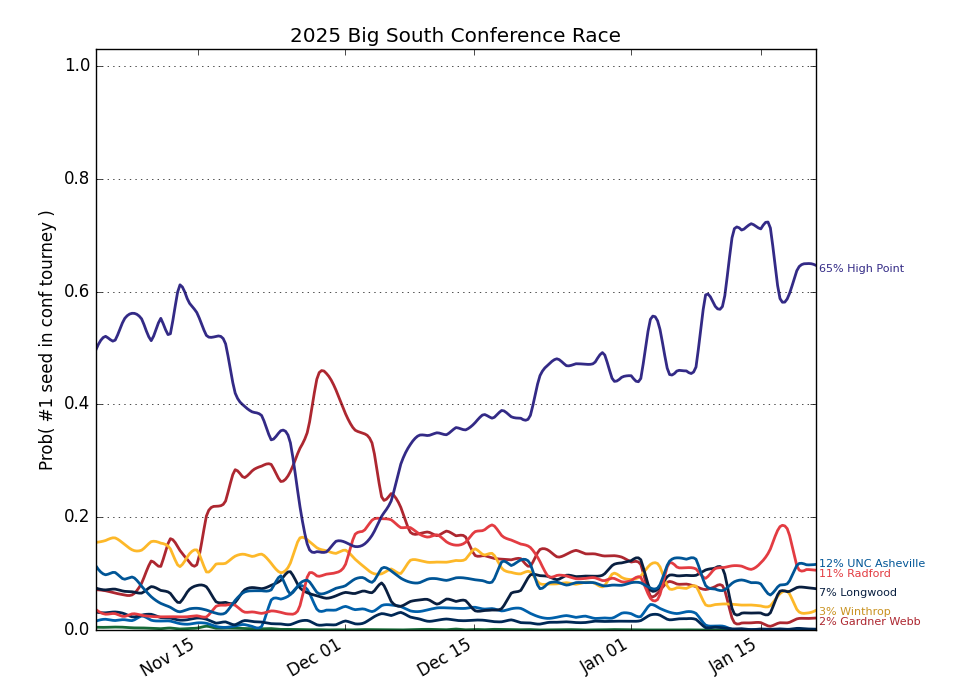 2025 Big South Conference Race
Prob( #1 seed in conf tourney )
1.0
0.8
0.6
0.4
0.2
0.0
65% High Point
12% UNC Asheville
11% Radford
7% Longwood
3% Winthrop
2% Gardner Webb
Nov 15
Dec 01
Dec 15
Jan 01
Jan 15